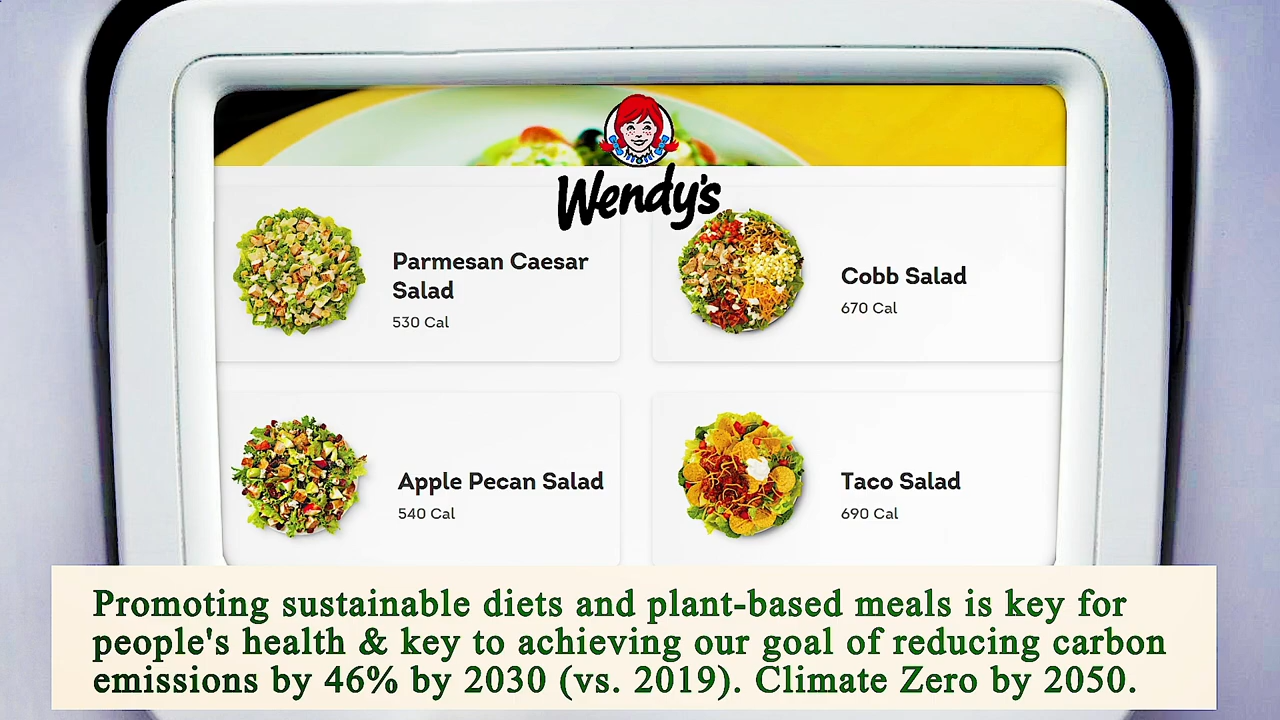 Wendy's
Parmesan Caesar
Salad
530 Cal
Cobb Salad
670 Cal
Apple Pecan Salad
540 Cal
Taco Salad
690 Cal
Promoting sustainable diets and plant-based meals is key for
people's health & key to achieving our goal of reducing carbon
emissions by 46% by 2030 (vs. 2019). Climate Zero by 2050.